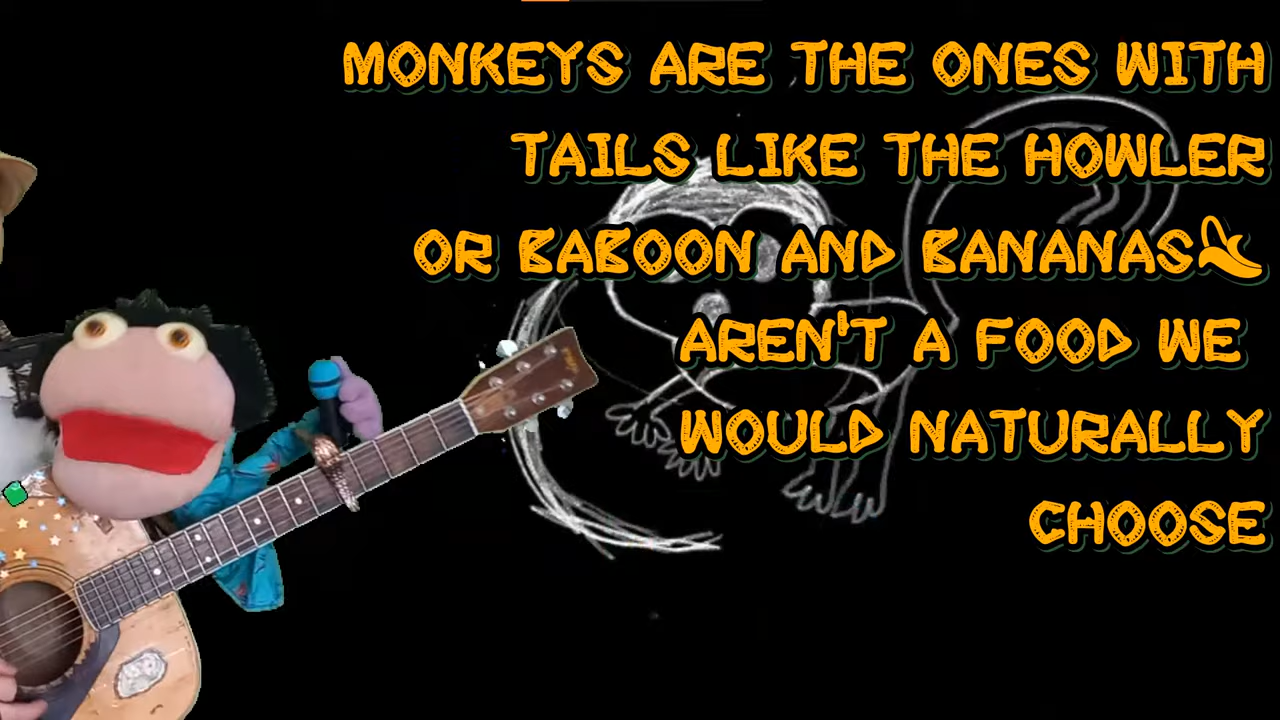 MONKEYS ARE THE ONES WITH
TAILS LIKE THE HOWLER
OR BABOON AND BANANAS🍌
AREN'T A FOOD WE
WOULD NATURALLY
CHOOSE